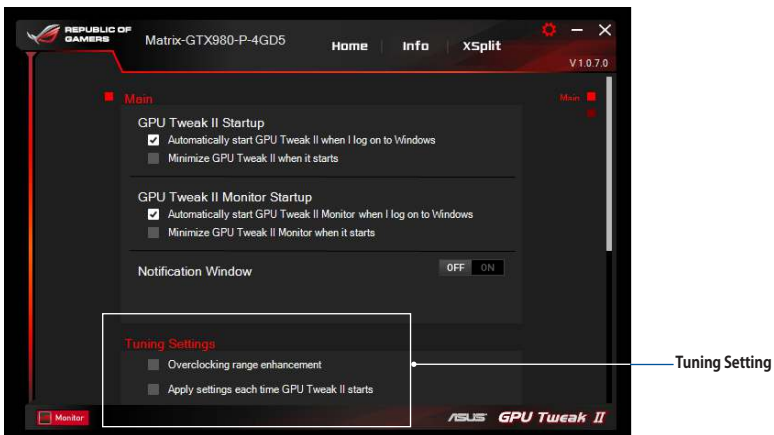 REPUBLIC OF
GAMERS
Matrix-GTX980-P-4GD5
Home
Info
XSplit
V 1.0.7.0
Main
Main
GPU Tweak II Startup
Automatically start GPU Tweak II when I log on to Windows
Minimize GPU Tweak II when it starts
GPU Tweak II Monitor Startup
Automatically start GPU Tweak II Monitor when I log on to Windows
Minimize GPU Tweak II Monitor when it starts
Notification Window
OFF ON
Tuning Settings
Overclocking range enhancement
Tuning Setting
Apply settings each time GPU Tweak II starts
Monitor
ASUS GPU Tweak II